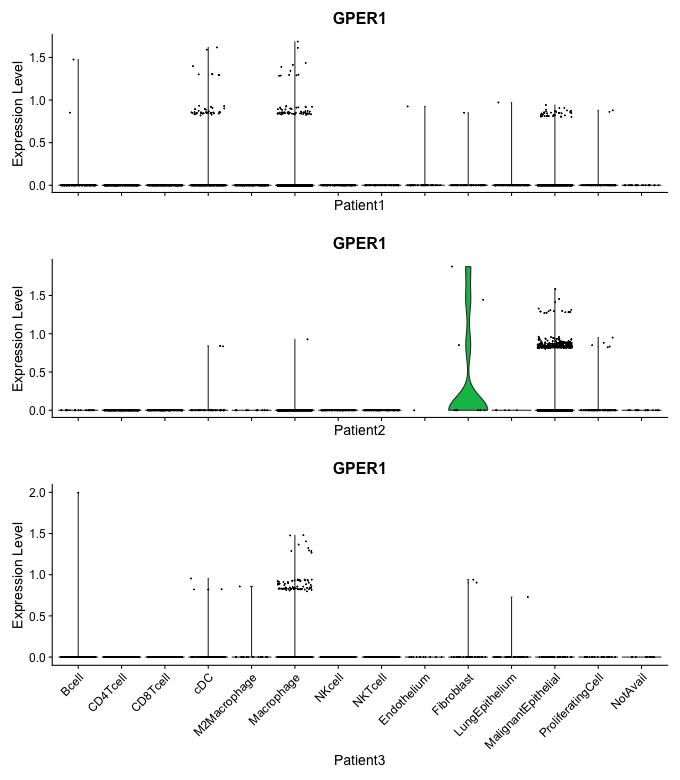 GPER1
Expression Level
1.5
1.0
0.5
0.0
Patient1
GPER1
Expression Level
1.5
1.0
0.5
0.0
Patient2
GPER1
Expression Level
2.0
1.5
1.0
0.5
0.0
Bcell
CD4Tcell
CD8Tcell
cDC
M2Macrophage
Macrophage
NKcell
NKTcell
Endothelium
Fibroblast
LungEpithelium
MalignantEpithelial
ProliferatingCell
NotAvail
Patient3